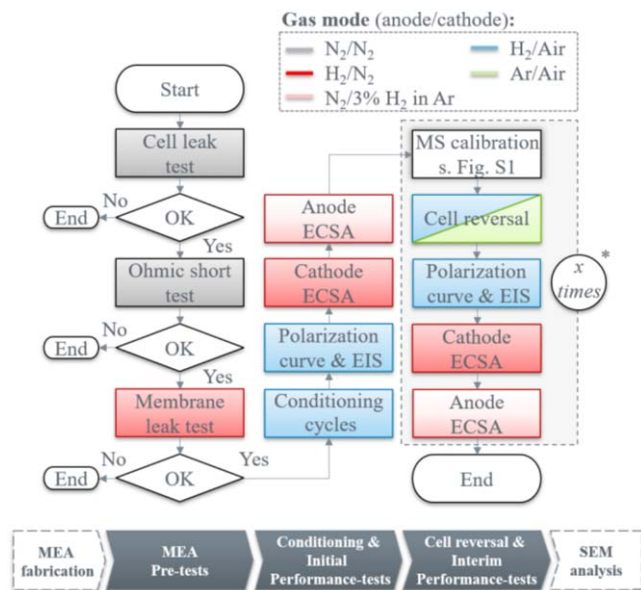 Gas mode (anode/cathode):
N₂/N₂
H₂/N₂
N₂/3% H₂ in Ar
H₂/Air
Ar/Air
Start
Cell leak
test
No
OK
End
Yes
Ohmic short
test
No
OK
End
Yes
Membrane
leak test
No
OK
End
Yes
Anode
ECSA
Cathode
ECSA
Polarization
curve & EIS
Conditioning
cycles
MS calibration
s. Fig. S1
Cell reversal
Polarization
curve & EIS
Cathode
ECSA
Anode
ECSA
End
x
times
*
MEA
fabrication
MEA
Pre-tests
Conditioning &
Initial
Performance-tests
Cell reversal &
Interim
Performance-tests
SEM
analysis